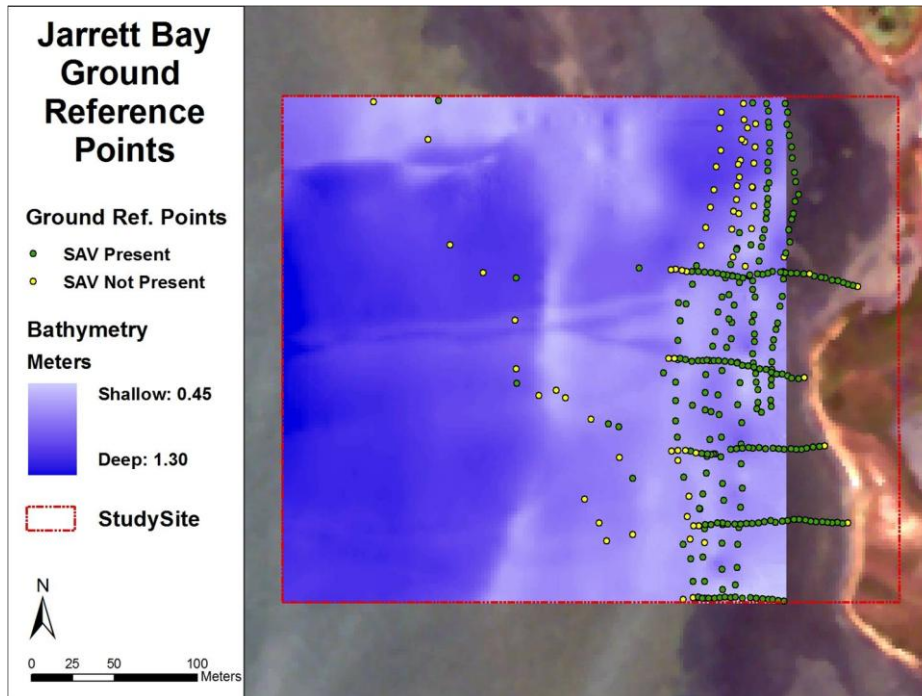 Jarrett Bay
Ground
Reference
Points
Ground Ref. Points
SAV Present
SAV Not Present
Bathymetry
Meters
Shallow: 0.45
Deep: 1.30
StudySite
N
0 25 50 100
Meters